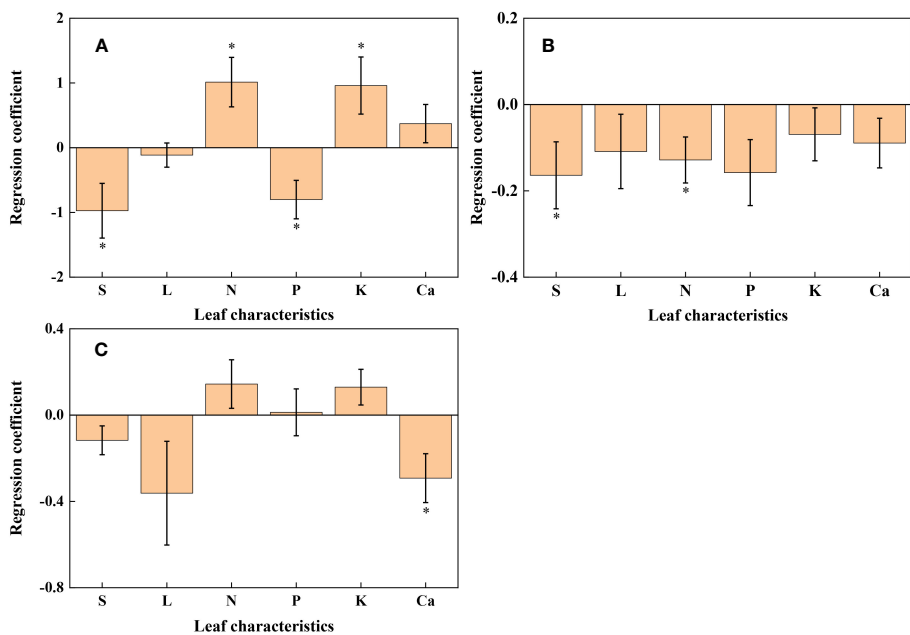 A
Regression coefficient
2
1
0
-1
-2
*
*
*
*
S L N P K Ca
Leaf characteristics
B
Regression coefficient
0.2
0.0
-0.2
-0.4
*
*
S L N P K Ca
Leaf characteristics
C
Regression coefficient
0.4
0.0
-0.4
-0.8
*
S L N P K Ca
Leaf characteristics